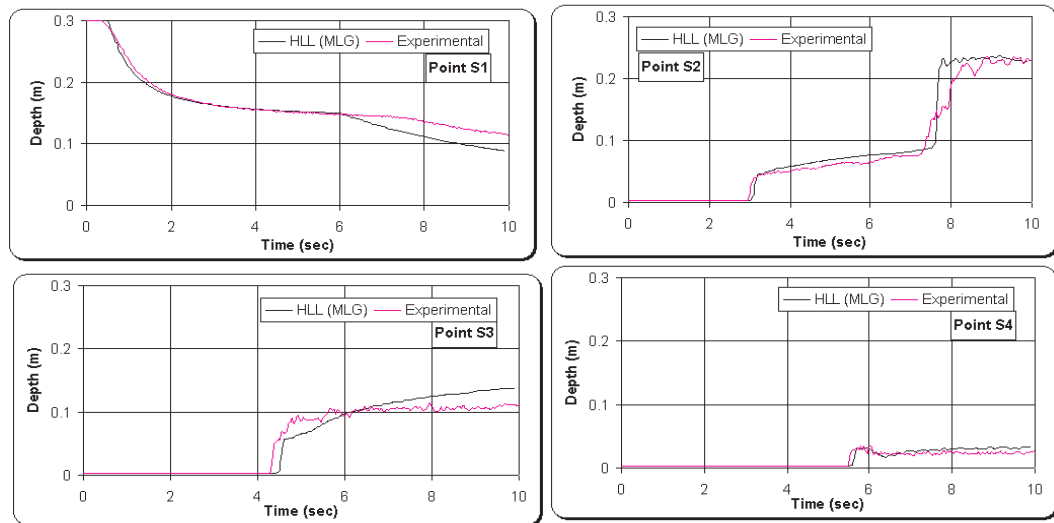 0.3
HLL (MLG) Experimental
Point S1
0.2
Depth (m)
0.1
0
0 2 4 6 8 10
Time (sec)
0.3
HLL (MLG) Experimental
Point S2
0.2
Depth (m)
0.1
0
0 2 4 6 8 10
Time (sec)
0.3
HLL (MLG) Experimental
Point S3
0.2
Depth (m)
0.1
0
0 2 4 6 8 10
Time (sec)
0.3
HLL (MLG) Experimental
Point S4
0.2
Depth (m)
0.1
0
0 2 4 6 8 10
Time (sec)